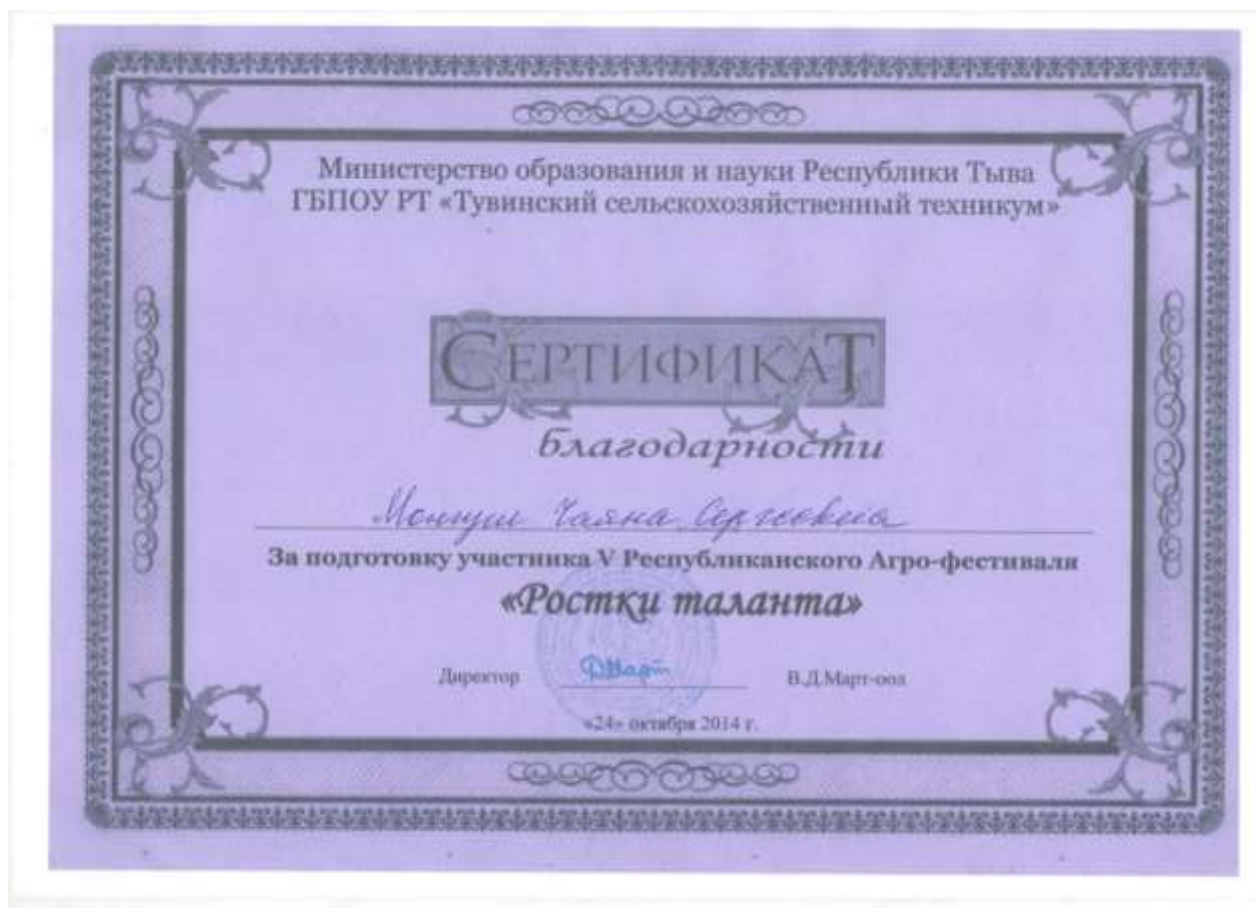 Министерство образования и науки Республики Тыва
ГБПОУ РТ «Тувинский сельскохозяйственный техникум»
СЕРТИФИКАТ
благодарности
Монгуш Чаяна Сергеевна
За подготовку участника V Республиканского Агро-фестиваля
«Ростки таланта»
Директор В.Д.Март-оол
«24» октября 2014 г.